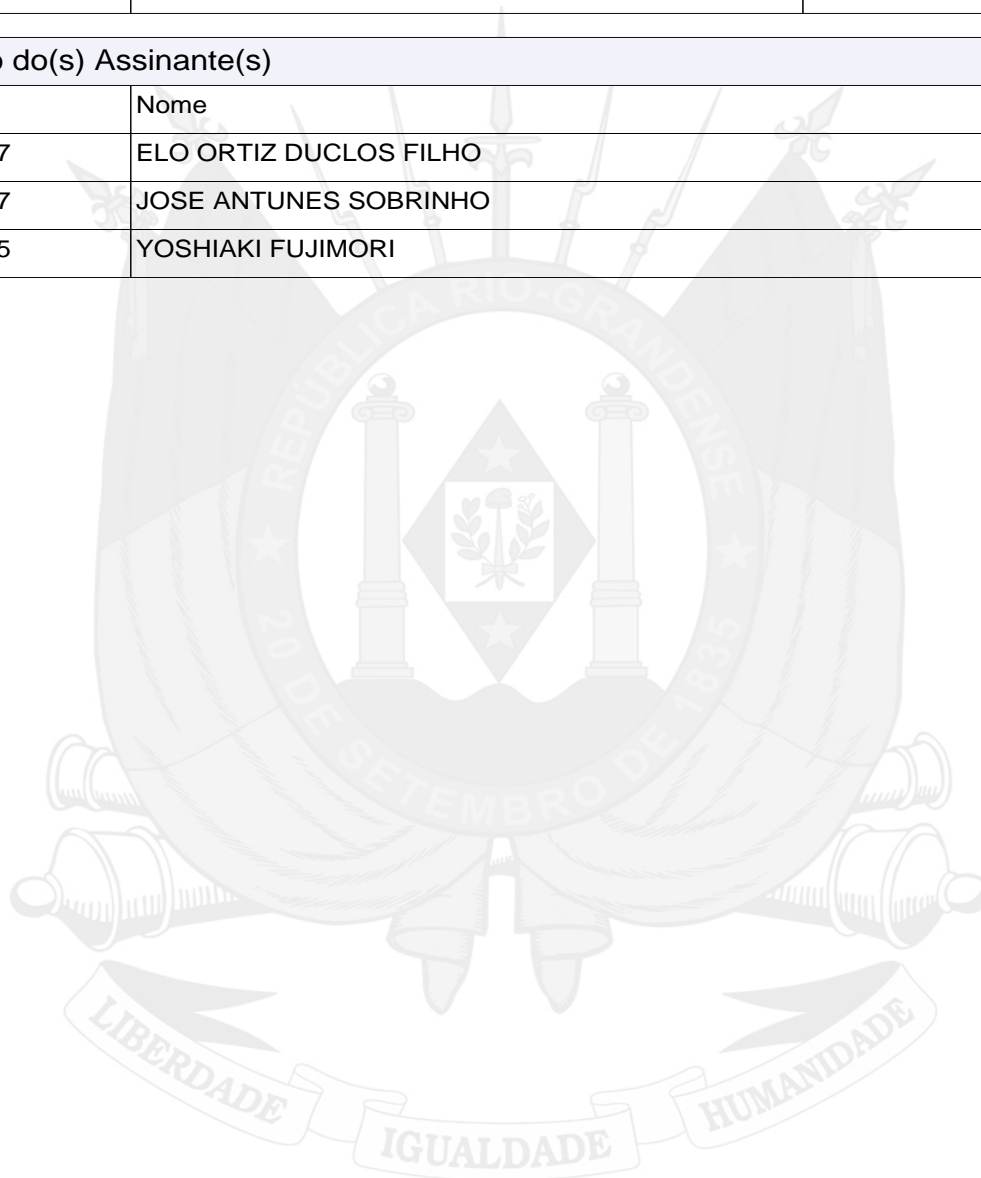 o do(s) Assinante(s)
Nome
7 ELO ORTIZ DUCLOS FILHO
7 JOSE ANTUNES SOBRINHO
5 YOSHIAKI FUJIMORI
REPÚBLICA RIO-GRANDENSE
20 DE SETEMBRO DE 1835
LIBERDADE IGUALDADE HUMANIDADE